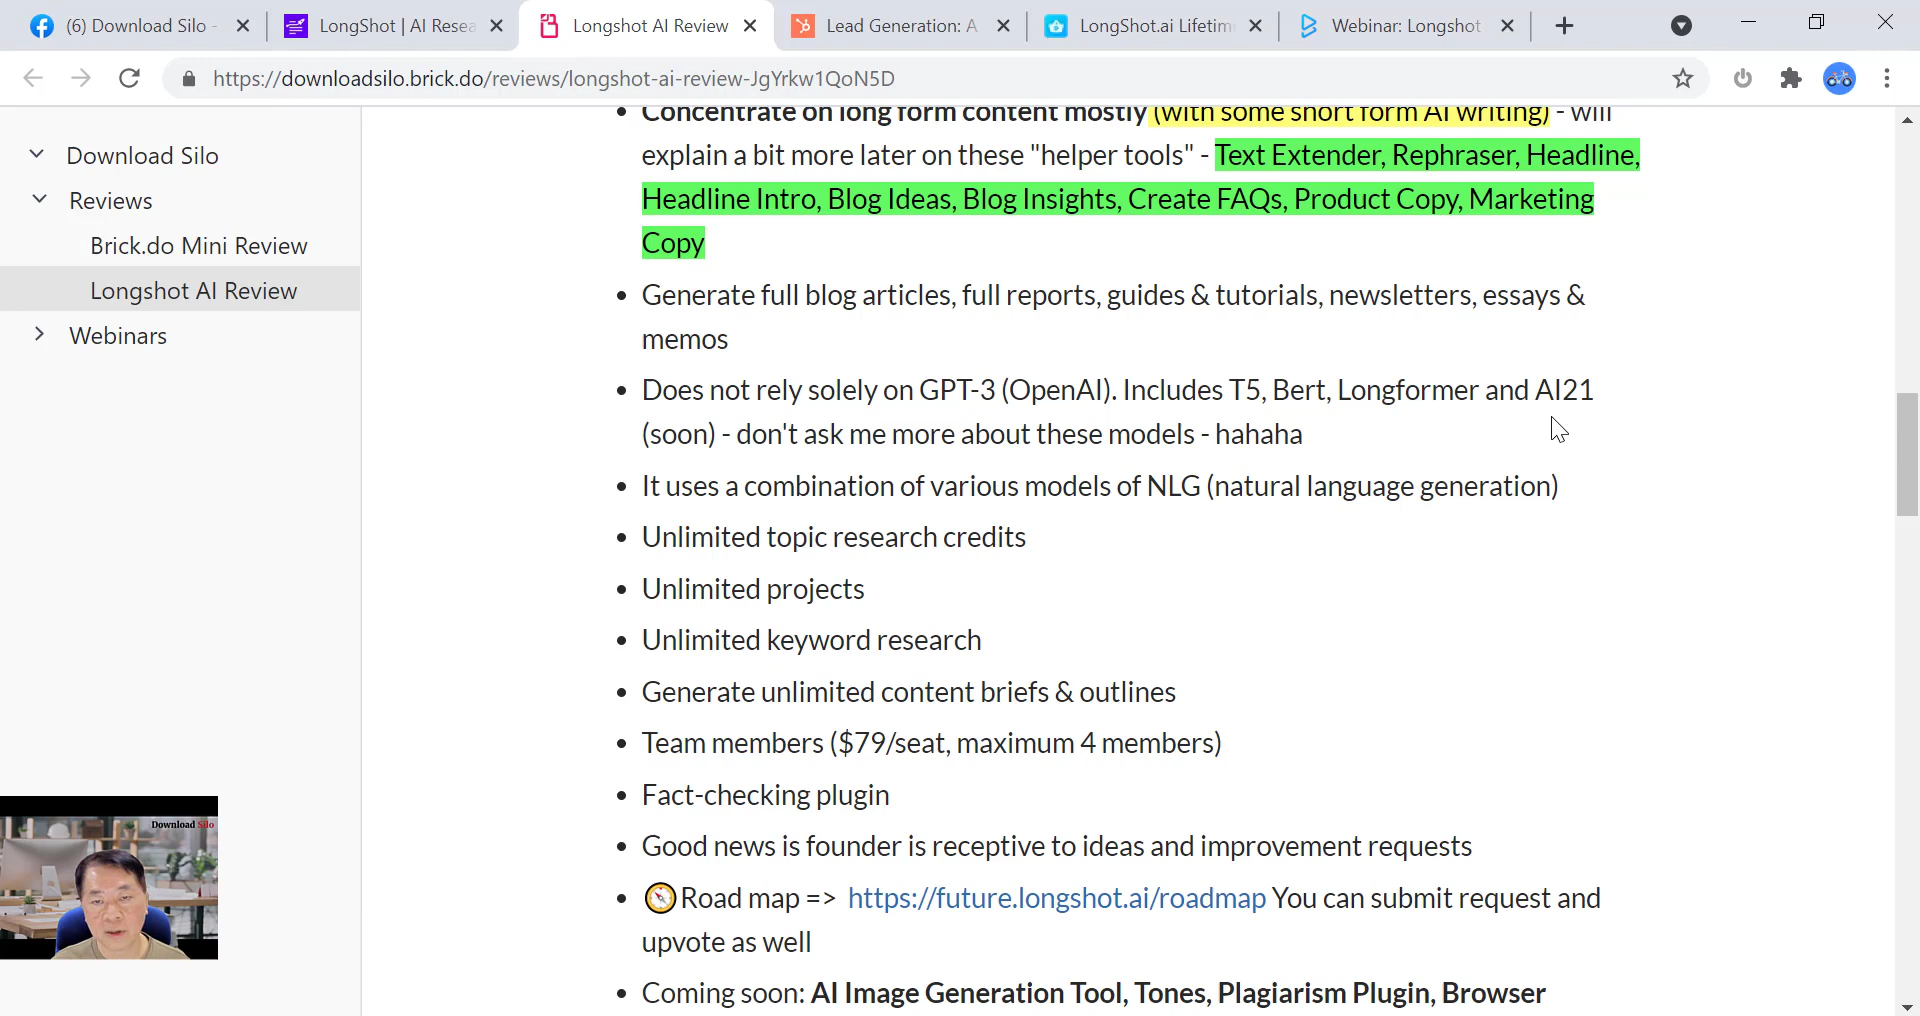 (6) Download Silo -
LongShot | AI Resea
Longshot AI Review
Lead Generation: A
LongShot.ai Lifetim
Webinar: Longshot
https://downloadsilo.brick.do/reviews/longshot-ai-review-JgYrkw1QoN5D
Download Silo
Reviews
Brick.do Mini Review
Longshot AI Review
Webinars
• Concentrate on long form content mostly (with some short form AI writing) - will
explain a bit more later on these "helper tools" - Text Extender, Rephraser, Headline,
Headline Intro, Blog Ideas, Blog Insights, Create FAQs, Product Copy, Marketing
Copy
• Generate full blog articles, full reports, guides & tutorials, newsletters, essays &
memos
• Does not rely solely on GPT-3 (OpenAI). Includes T5, Bert, Longformer and AI21
(soon) - don't ask me more about these models - hahaha
• It uses a combination of various models of NLG (natural language generation)
• Unlimited topic research credits
• Unlimited projects
• Unlimited keyword research
• Generate unlimited content briefs & outlines
• Team members ($79/seat, maximum 4 members)
• Fact-checking plugin
• Good news is founder is receptive to ideas and improvement requests
• 🧭Road map => https://future.longshot.ai/roadmap You can submit request and
upvote as well
• Coming soon: AI Image Generation Tool, Tones, Plagiarism Plugin, Browser
Download Silo